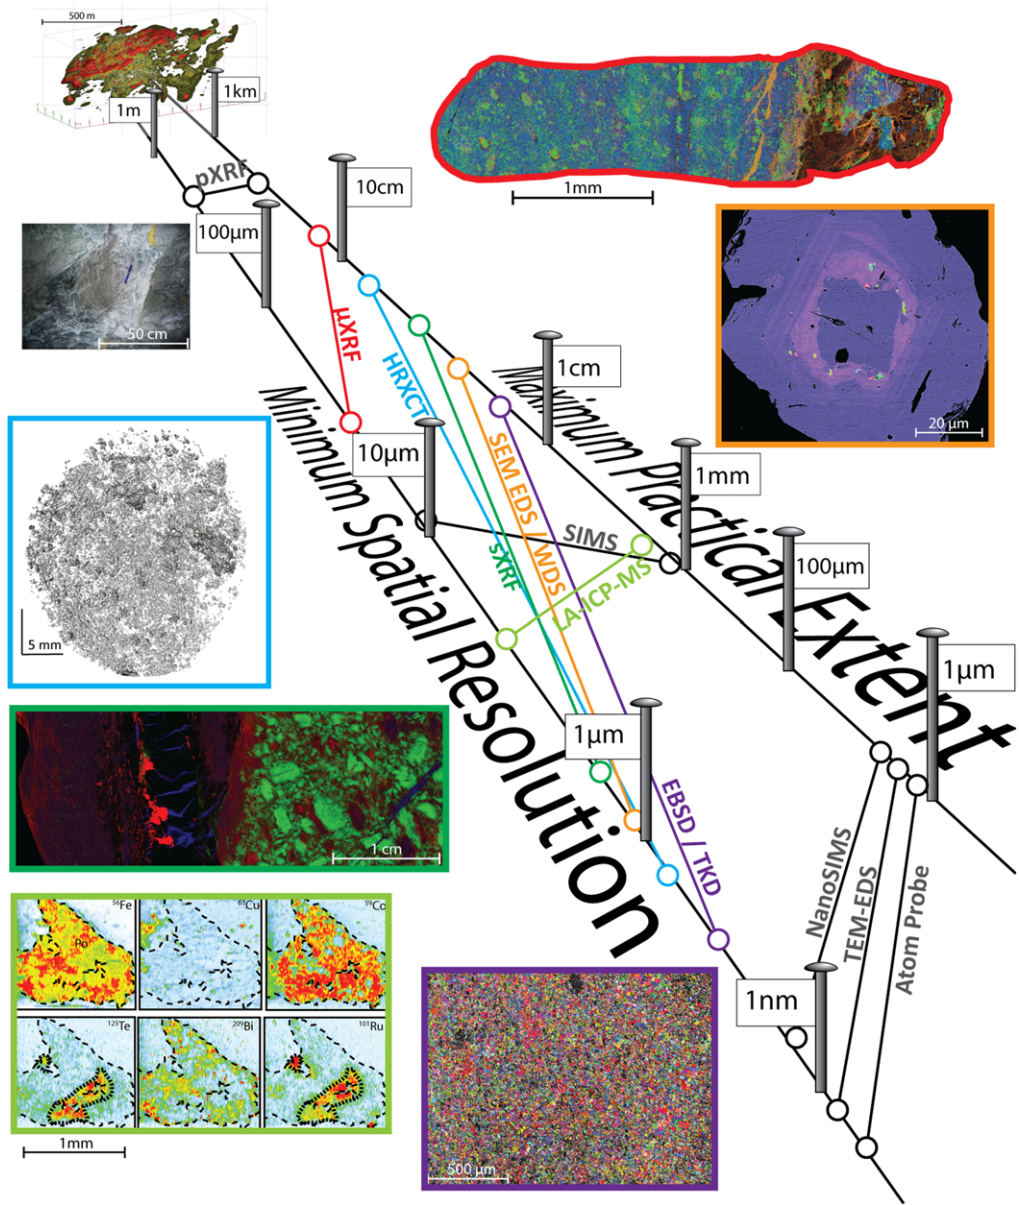 500 m
1km
1m
pXRF
10cm
100µm
1mm
50 cm
µXRF
HRXCT
1cm
Maximum Practical Extent
Minimum Spatial Resolution
20 µm
10µm
SEM EDS / WDS
1mm
SIMS
sXRF
LA-ICP-MS
100µm
5 mm
1µm
1µm
EBSD / TKD
1 cm
NanoSIMS
TEM-EDS
Atom Probe
56Fe
63Cu
59Co
Po
125Te
209Bi
101Ru
1mm
1nm
500 µm